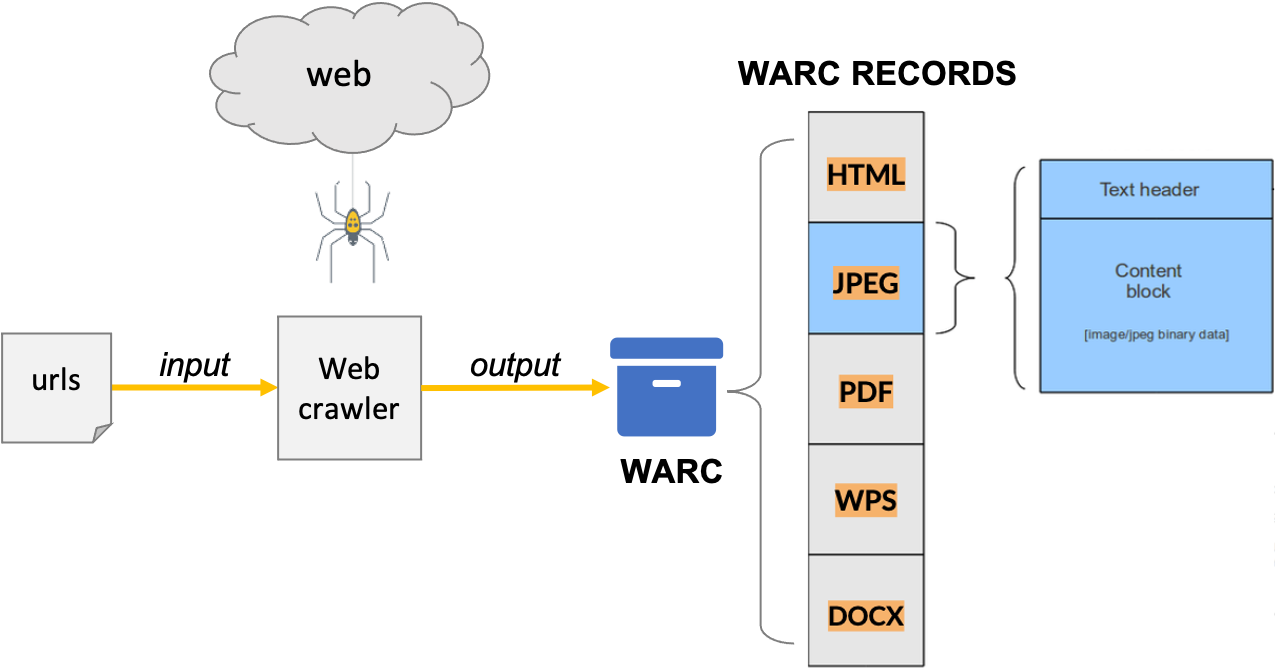 web
WARC RECORDS
HTML
Text header
JPEG
Content
block
[image/jpeg binary data]
urls
input
Web
crawler
output
WARC
PDF
WPS
DOCX